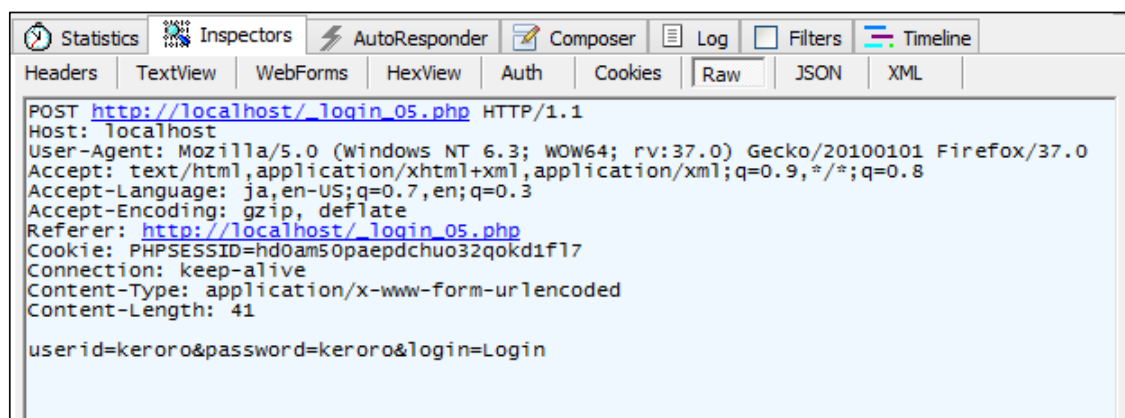 Statistics Inspectors AutoResponder Composer Log Filters Timeline
Headers TextView WebForms HexView Auth Cookies Raw JSON XML
POST http://localhost/_login_05.php HTTP/1.1
Host: localhost
User-Agent: Mozilla/5.0 (Windows NT 6.3; WOW64; rv:37.0) Gecko/20100101 Firefox/37.0
Accept: text/html,application/xhtml+xml,application/xml;q=0.9,*/*;q=0.8
Accept-Language: ja,en-US;q=0.7,en;q=0.3
Accept-Encoding: gzip, deflate
Referer: http://localhost/_login_05.php
Cookie: PHPSESSID=hd0am50paepdchuo32qokd1fl7
Connection: keep-alive
Content-Type: application/x-www-form-urlencoded
Content-Length: 41
userid=keroro&password=keroro&login=Login